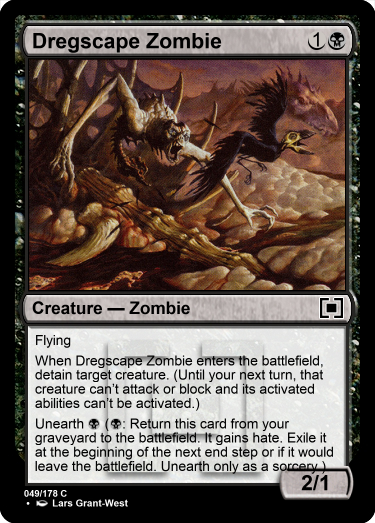 Dregscape Zombie 1
Creature — Zombie
Flying
When Dregscape Zombie enters the battlefield,
detain target creature. (Until your next turn, that
creature can't attack or block and its activated
abilities can't be activated.)
Unearth (: Return this card from your
graveyard to the battlefield. It gains hate. Exile it
at the beginning of the next end step or if it would
leave the battlefield. Unearth only as a sorcery.)
2/1
049/178 C
• Lars Grant-West